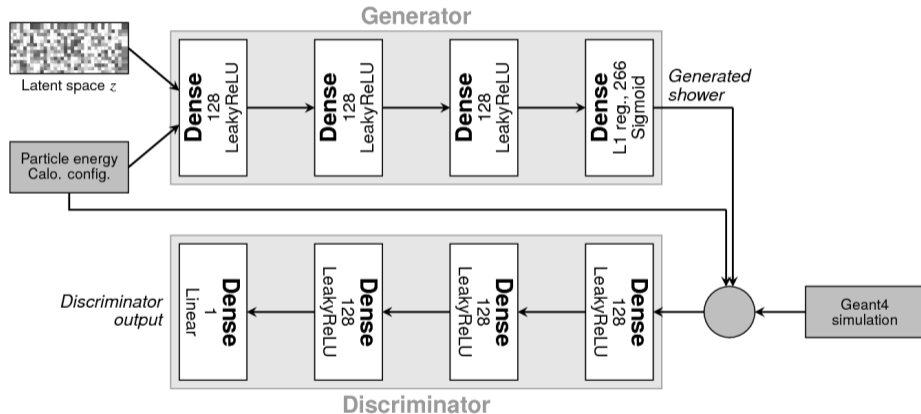 Generator
Latent space z
Particle energy
Calo. config.
Dense
128
LeakyReLU
Dense
128
LeakyReLU
Dense
128
LeakyReLU
Dense
L1 reg., 266
Sigmoid
Generated
shower
Discriminator
output
Dense
1
Linear
Dense
128
LeakyReLU
Dense
128
LeakyReLU
Dense
128
LeakyReLU
Geant4
simulation
Discriminator